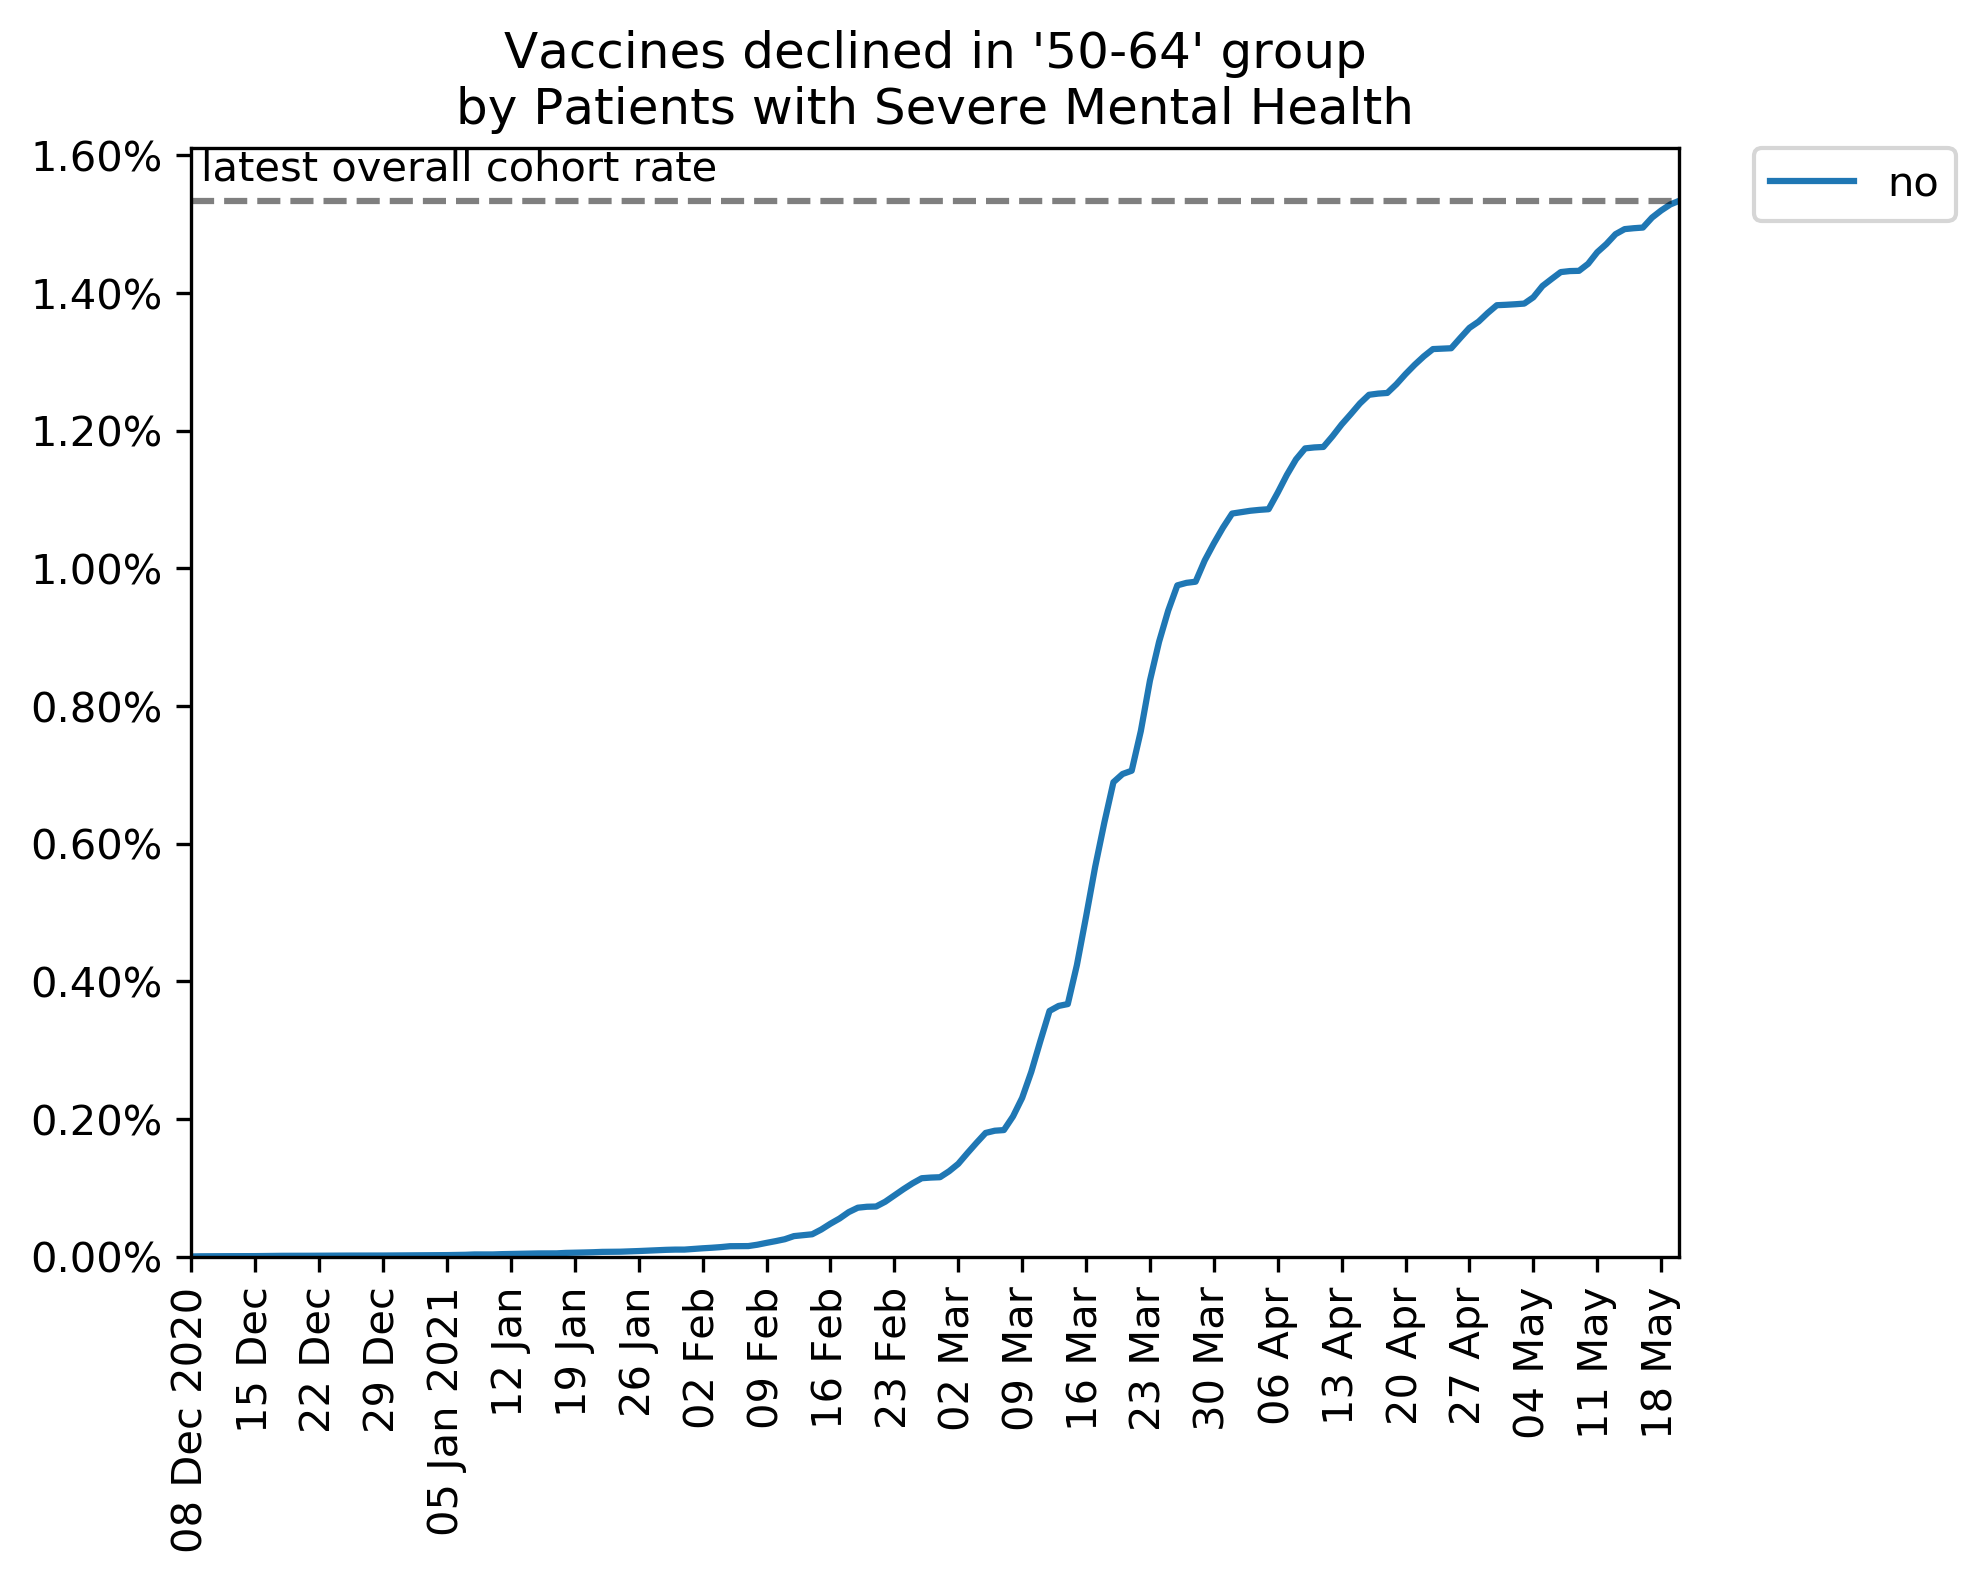 Vaccines declined in '50-64' group
by Patients with Severe Mental Health
1.60%
latest overall cohort rate
no
1.40%
1.20%
1.00%
0.80%
0.60%
0.40%
0.20%
0.00%
08 Dec 2020
15 Dec
22 Dec
29 Dec
05 Jan 2021
12 Jan
19 Jan
26 Jan
02 Feb
09 Feb
16 Feb
23 Feb
02 Mar
09 Mar
16 Mar
23 Mar
30 Mar
06 Apr
13 Apr
20 Apr
27 Apr
04 May
11 May
18 May